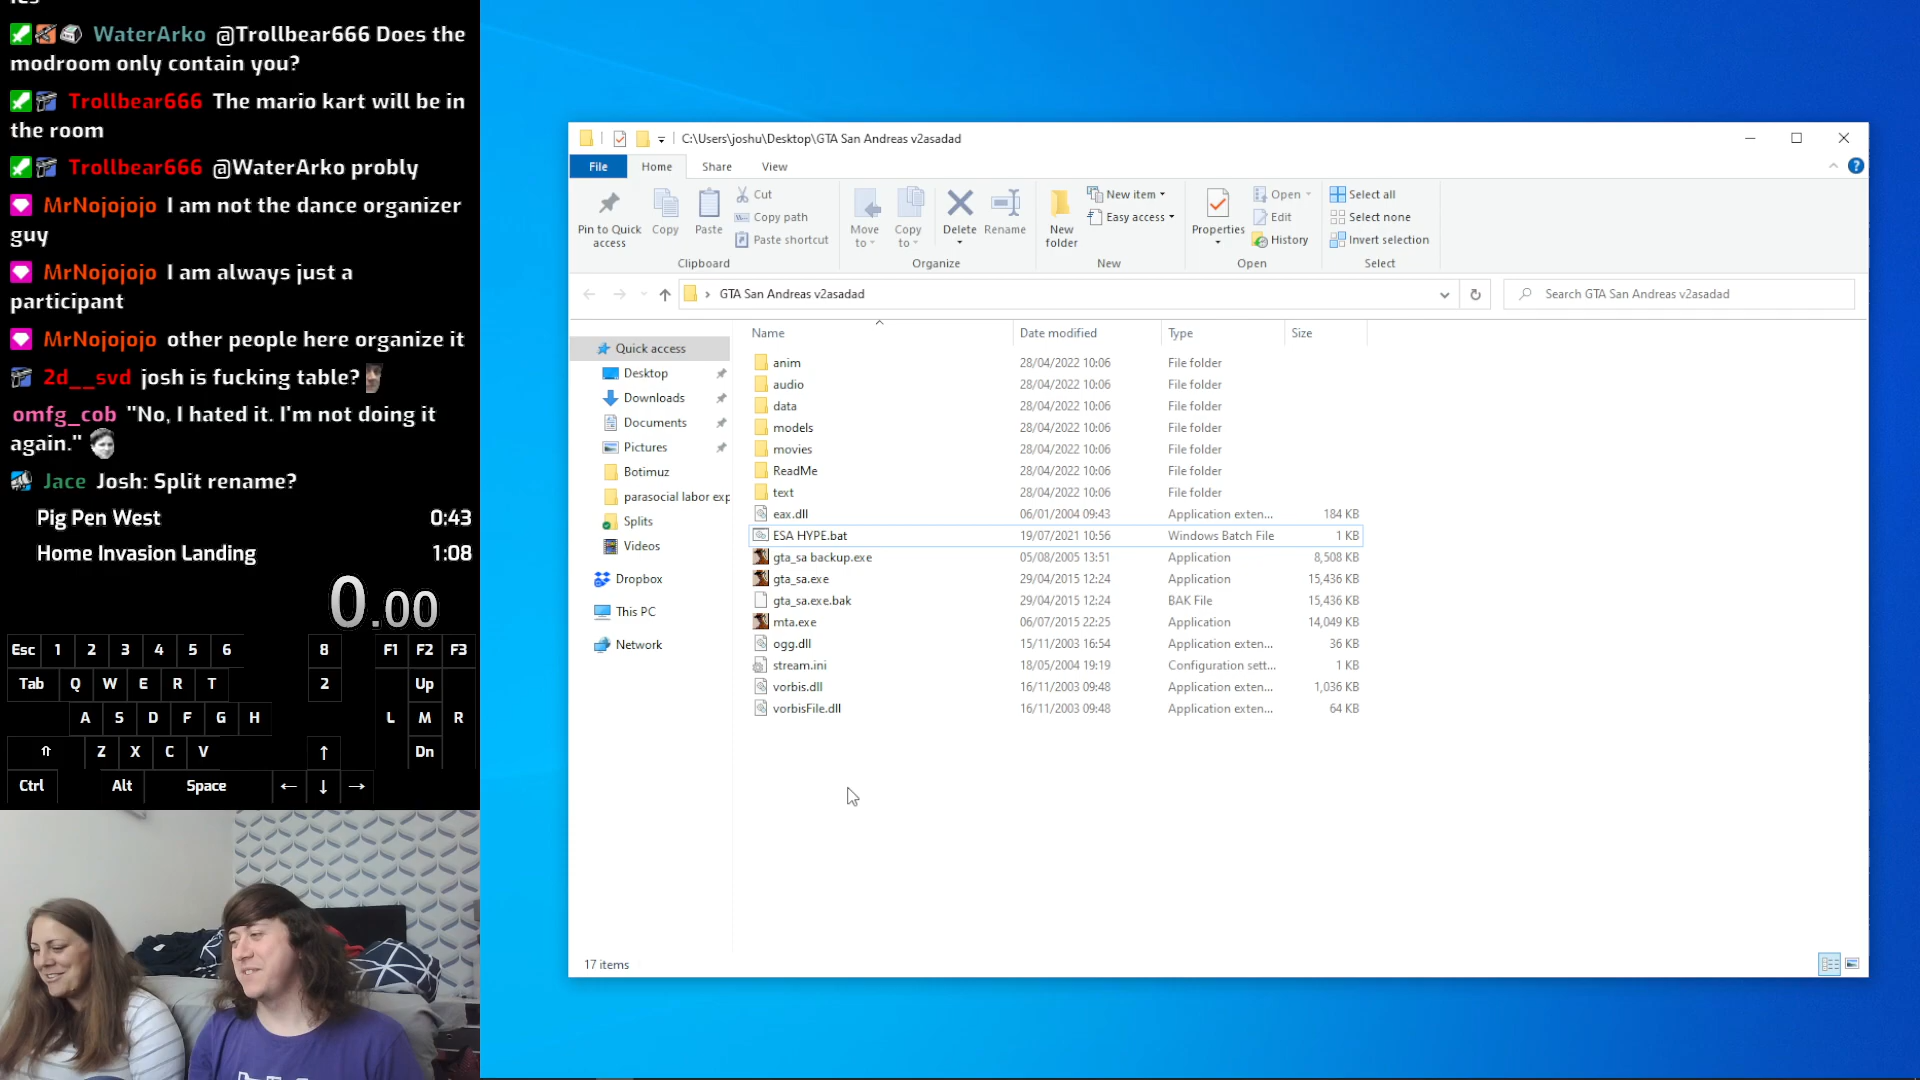 WaterArko @Trollbear666 Does the
modroom only contain you?
Trollbear666 The mario kart will be in
the room
Trollbear666 @WaterArko probly
MrNojojojo I am not the dance organizer
guy
MrNojojojo I am always just a
participant
MrNojojojo other people here organize it
2d__svd josh is fucking table?
omfg_cob "No, I hated it. I'm not doing it
again."
Jace Josh: Split rename?
Pig Pen West 0:43
Home Invasion Landing 1:08
0.00
Esc 1 2 3 4 5 6 8 F1 F2 F3
Tab Q W E R T 2 Up
A S D F G H L M R
⇧ Z X C V ↑ Dn
Ctrl Alt Space ← ↓ →
C:\Users\joshu\Desktop\GTA San Andreas v2asadad
File Home Share View
Pin to Quick access
Copy
Paste
Cut
Copy path
Paste shortcut
Clipboard
Move to
Copy to
Delete
Rename
Organize
New folder
New item
Easy access
New
Properties
Open
Edit
History
Open
Select all
Select none
Invert selection
Select
GTA San Andreas v2asadad
Search GTA San Andreas v2asadad
Quick access
Desktop
Downloads
Documents
Pictures
Botimuz
parasocial labor exp
Splits
Videos
Dropbox
This PC
Network
Name Date modified Type Size
anim 28/04/2022 10:06 File folder
audio 28/04/2022 10:06 File folder
data 28/04/2022 10:06 File folder
models 28/04/2022 10:06 File folder
movies 28/04/2022 10:06 File folder
ReadMe 28/04/2022 10:06 File folder
text 28/04/2022 10:06 File folder
eax.dll 06/01/2004 09:43 Application exten... 184 KB
ESA HYPE.bat 19/07/2021 10:56 Windows Batch File 1 KB
gta_sa backup.exe 05/08/2005 13:51 Application 8,508 KB
gta_sa.exe 29/04/2015 12:24 Application 15,436 KB
gta_sa.exe.bak 29/04/2015 12:24 BAK File 15,436 KB
mta.exe 06/07/2015 22:25 Application 14,049 KB
ogg.dll 15/11/2003 16:54 Application exten... 36 KB
stream.ini 18/05/2004 19:19 Configuration sett... 1 KB
vorbis.dll 16/11/2003 09:48 Application exten... 1,036 KB
vorbisFile.dll 16/11/2003 09:48 Application exten... 64 KB
17 items